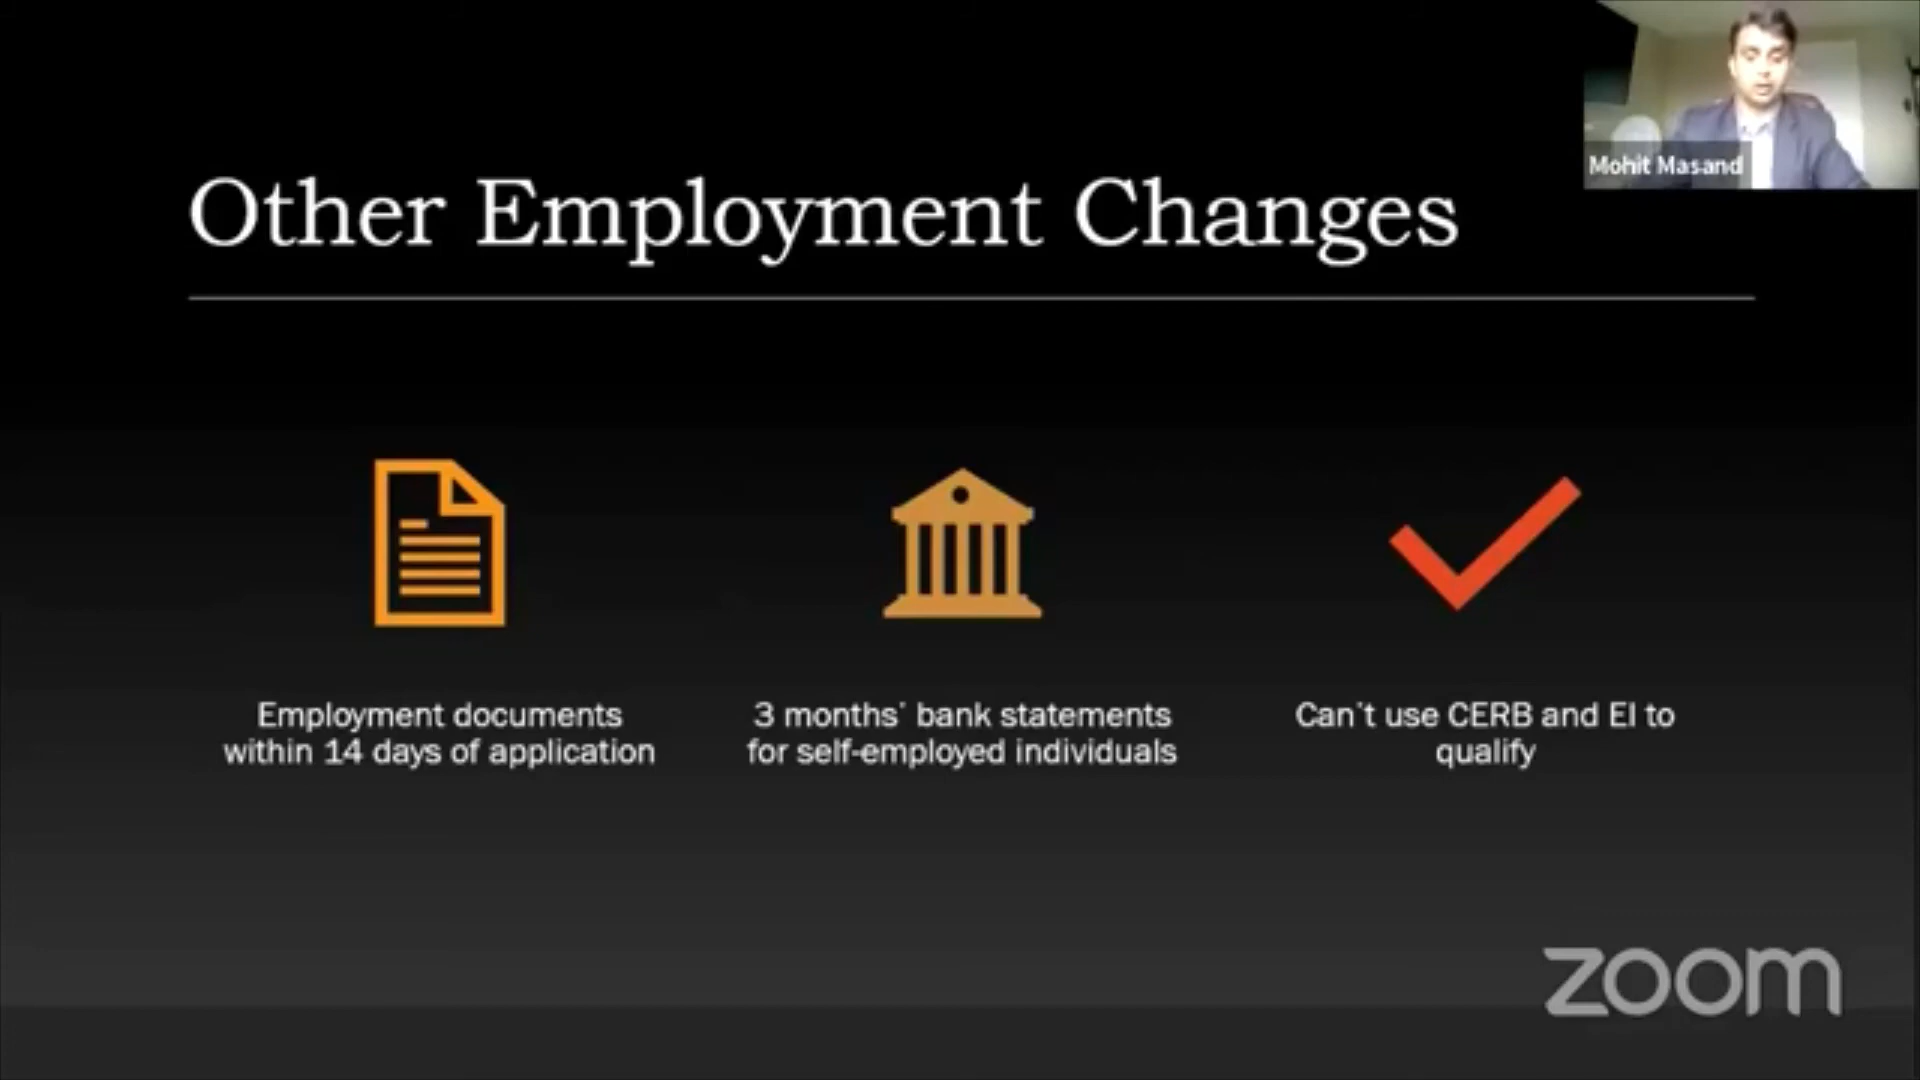 Mohit Masand
Other Employment Changes
Employment documents
within 14 days of application
3 months' bank statements
for self-employed individuals
Can't use CERB and EI to
qualify
zoom